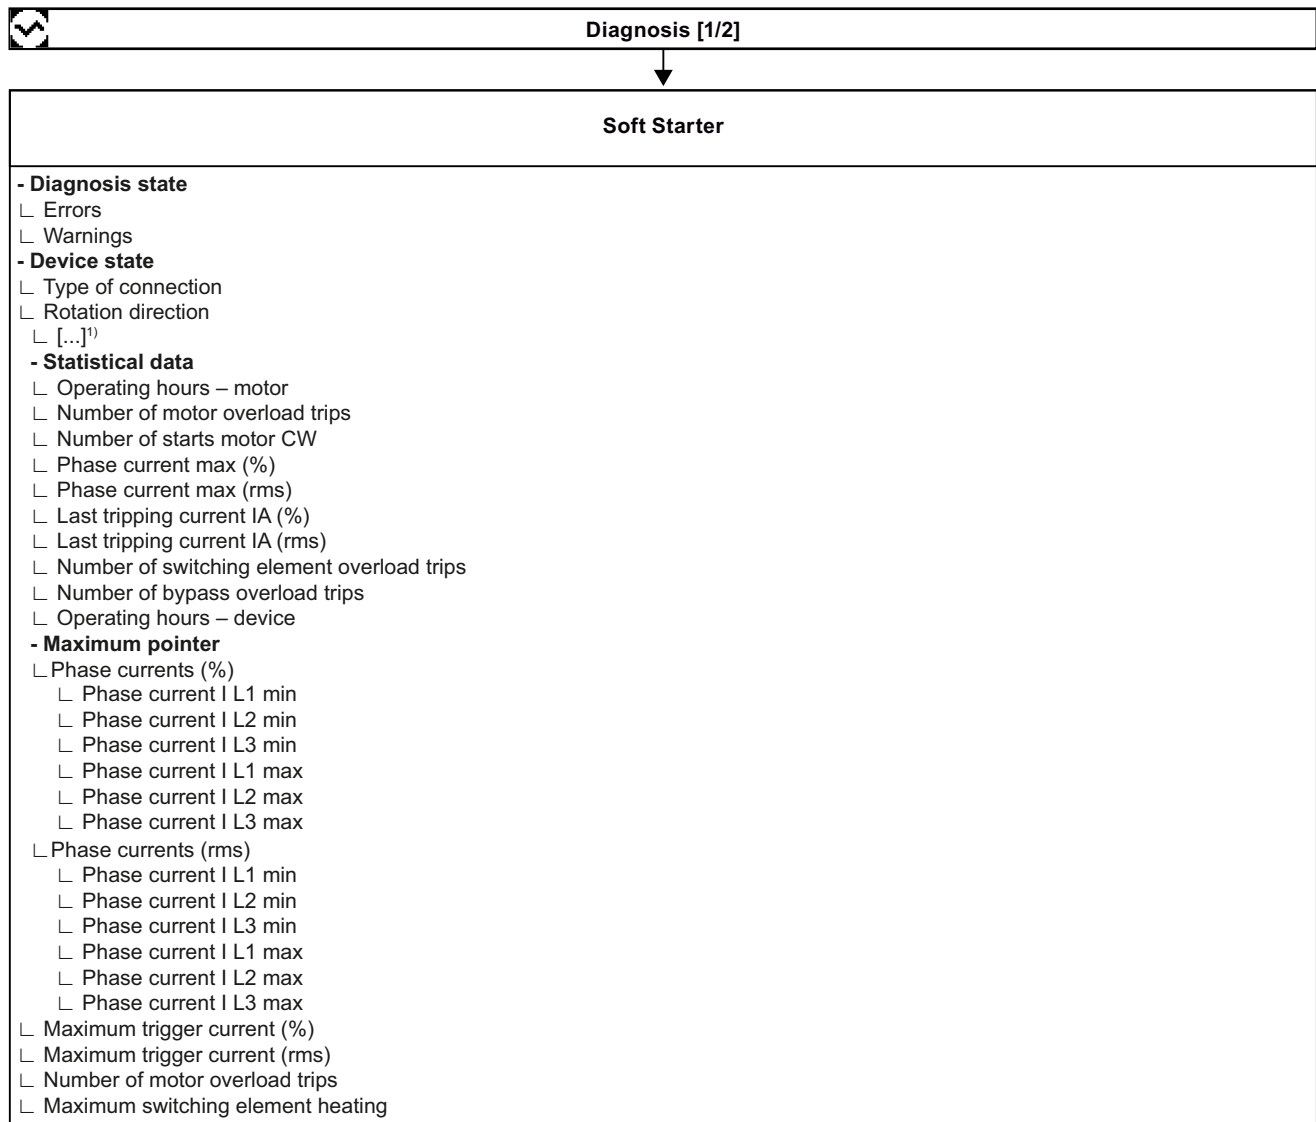 Diagnosis [1/2]
Soft Starter
- Diagnosis state
∟ Errors
∟ Warnings
- Device state
∟ Type of connection
∟ Rotation direction
∟ [...]¹⁾
- Statistical data
∟ Operating hours – motor
∟ Number of motor overload trips
∟ Number of starts motor CW
∟ Phase current max (%)
∟ Phase current max (rms)
∟ Last tripping current IA (%)
∟ Last tripping current IA (rms)
∟ Number of switching element overload trips
∟ Number of bypass overload trips
∟ Operating hours – device
- Maximum pointer
∟Phase currents (%)
∟ Phase current I L1 min
∟ Phase current I L2 min
∟ Phase current I L3 min
∟ Phase current I L1 max
∟ Phase current I L2 max
∟ Phase current I L3 max
∟Phase currents (rms)
∟ Phase current I L1 min
∟ Phase current I L2 min
∟ Phase current I L3 min
∟ Phase current I L1 max
∟ Phase current I L2 max
∟ Phase current I L3 max
∟ Maximum trigger current (%)
∟ Maximum trigger current (rms)
∟ Number of motor overload trips
∟ Maximum switching element heating